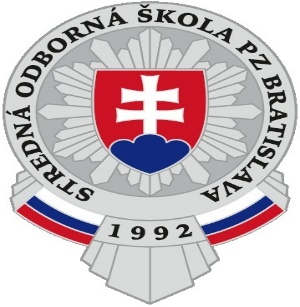 STREDNÁ ODBORNÁ ŠKOLA PZ BRATISLAVA
1992